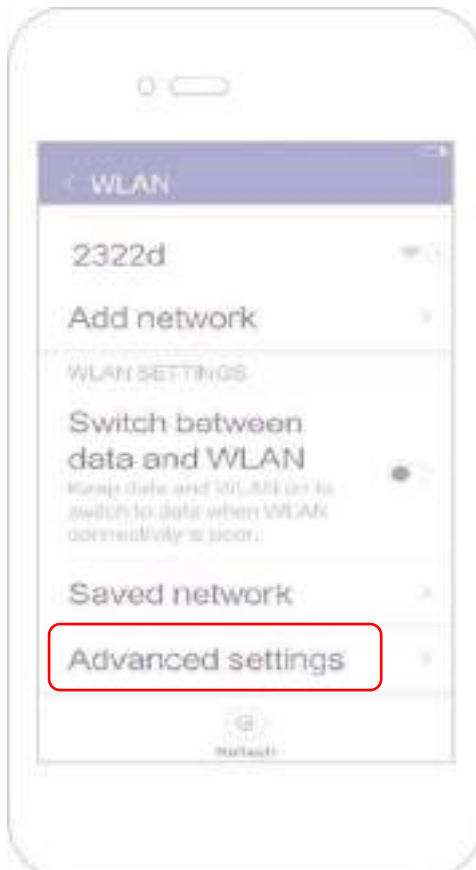 WLAN
2322d
Add network
WLAN SETTINGS
Switch between
data and WLAN
Keep data and WLAN on to
switch to data when WLAN
connectivity is poor.
Saved network
Advanced settings
Refresh